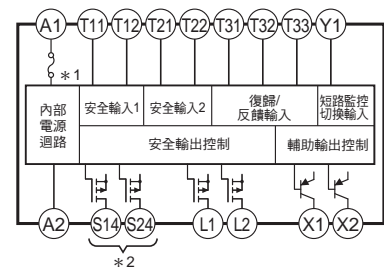 A1 T11 T12 T21 T22 T31 T32 T33 Y1
*1
內部
電源
迴路
安全輸入1
安全輸入2
復歸/
反饋輸入
短路監控
切換輸入
安全輸出控制
輔助輸出控制
A2 S14 S24 L1 L2 X1 X2
*2